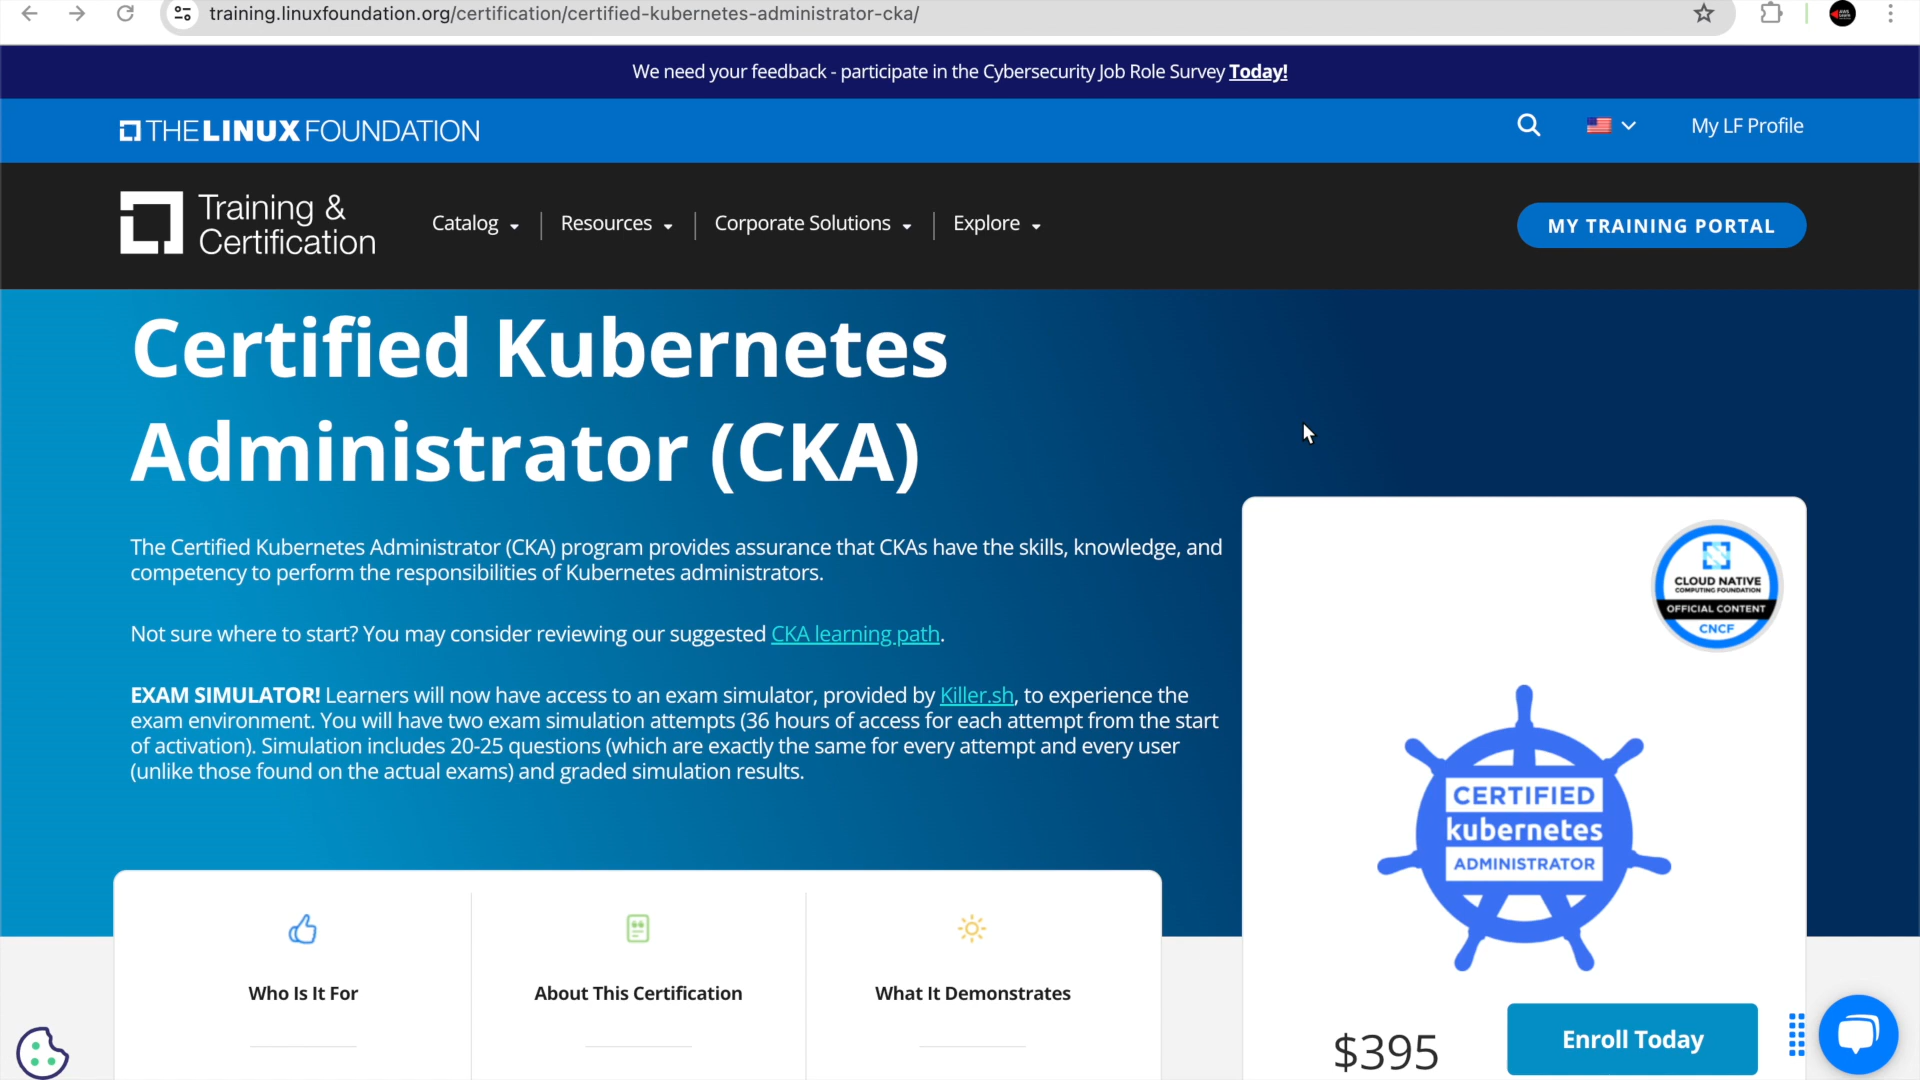 training.linuxfoundation.org/certification/certified-kubernetes-administrator-cka/
We need your feedback - participate in the Cybersecurity Job Role Survey Today!
THE LINUX FOUNDATION
My LF Profile
Training &
Certification
Catalog
Resources
Corporate Solutions
Explore
MY TRAINING PORTAL
Certified Kubernetes
Administrator (CKA)
The Certified Kubernetes Administrator (CKA) program provides assurance that CKAs have the skills, knowledge, and
competency to perform the responsibilities of Kubernetes administrators.
Not sure where to start? You may consider reviewing our suggested CKA learning path.
EXAM SIMULATOR! Learners will now have access to an exam simulator, provided by Killer.sh, to experience the
exam environment. You will have two exam simulation attempts (36 hours of access for each attempt from the start
of activation). Simulation includes 20-25 questions (which are exactly the same for every attempt and every user
(unlike those found on the actual exams) and graded simulation results.
CLOUD NATIVE
COMPUTING FOUNDATION
OFFICIAL CONTENT
CNCF
CERTIFIED
kubernetes
ADMINISTRATOR
Who Is It For
About This Certification
What It Demonstrates
$395
Enroll Today